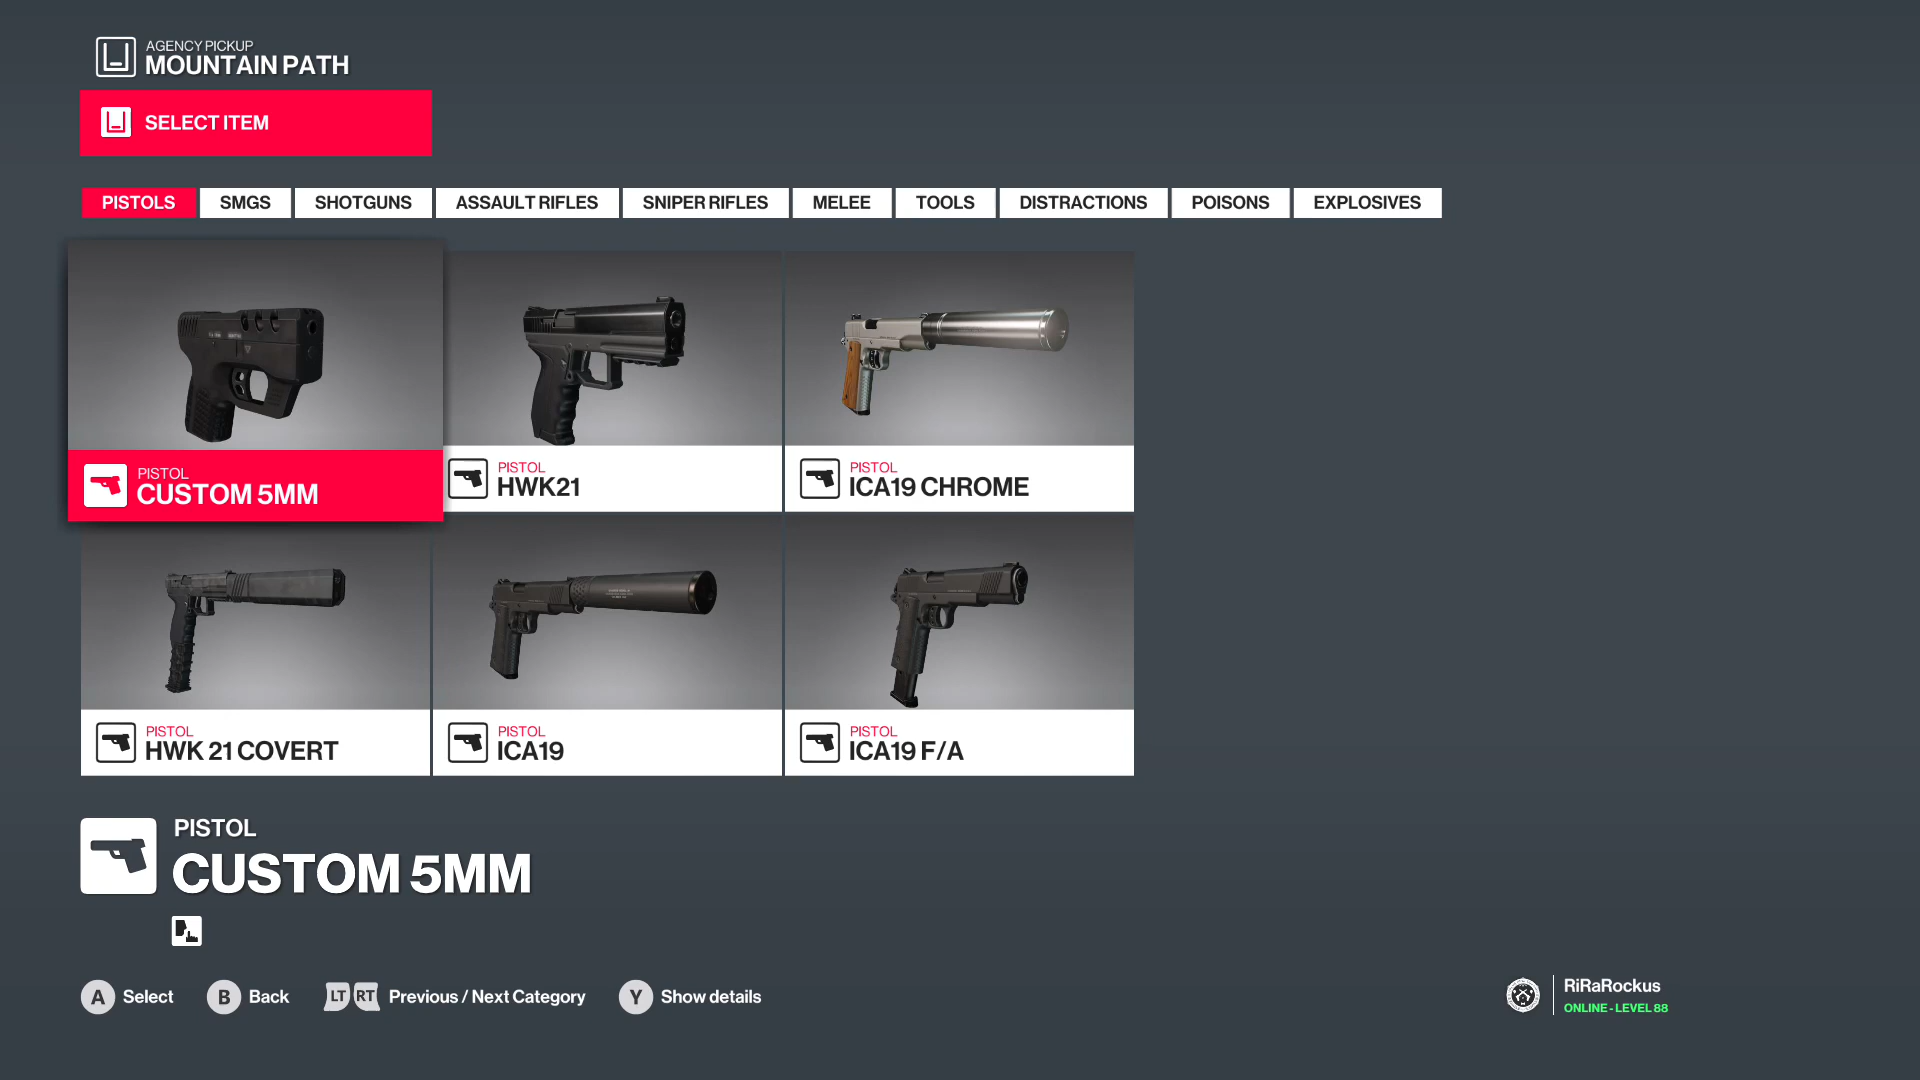 AGENCY PICKUP
MOUNTAIN PATH
SELECT ITEM
PISTOLS SMGS SHOTGUNS ASSAULT RIFLES SNIPER RIFLES MELEE TOOLS DISTRACTIONS POISONS EXPLOSIVES
PISTOL
CUSTOM 5MM
PISTOL
HWK21
PISTOL
ICA19 CHROME
PISTOL
HWK 21 COVERT
PISTOL
ICA19
PISTOL
ICA19 F/A
PISTOL
CUSTOM 5MM
A Select B Back LT RT Previous / Next Category Y Show details
RiRaRockus
ONLINE - LEVEL 88